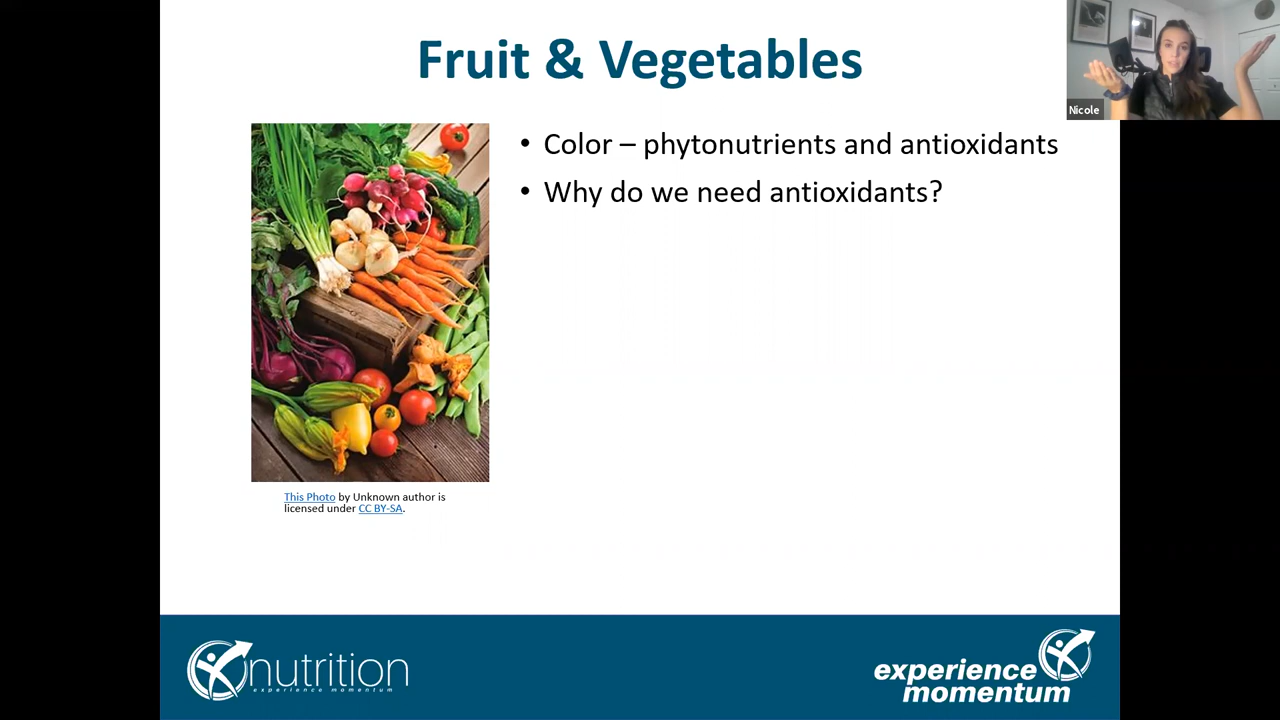 Fruit & Vegetables
Nicole
• Color – phytonutrients and antioxidants
• Why do we need antioxidants?
This Photo by Unknown author is
licensed under CC BY-SA.
nutrition
experience momentum
experience
momentum